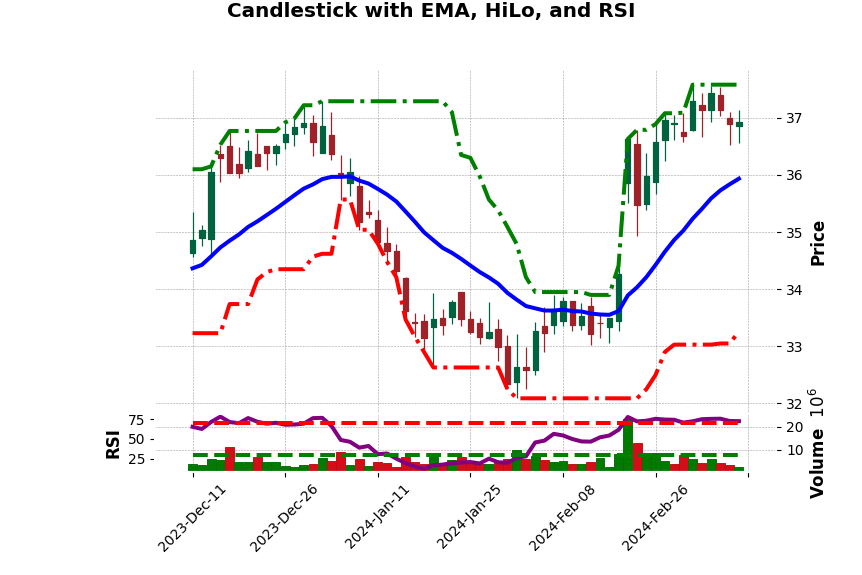 Candlestick with EMA, HiLo, and RSI
37
36
35
34
33
32
Price
75
50
25
RSI
20
10
Volume 10^6
2023-Dec-11
2023-Dec-26
2024-Jan-11
2024-Jan-25
2024-Feb-08
2024-Feb-26